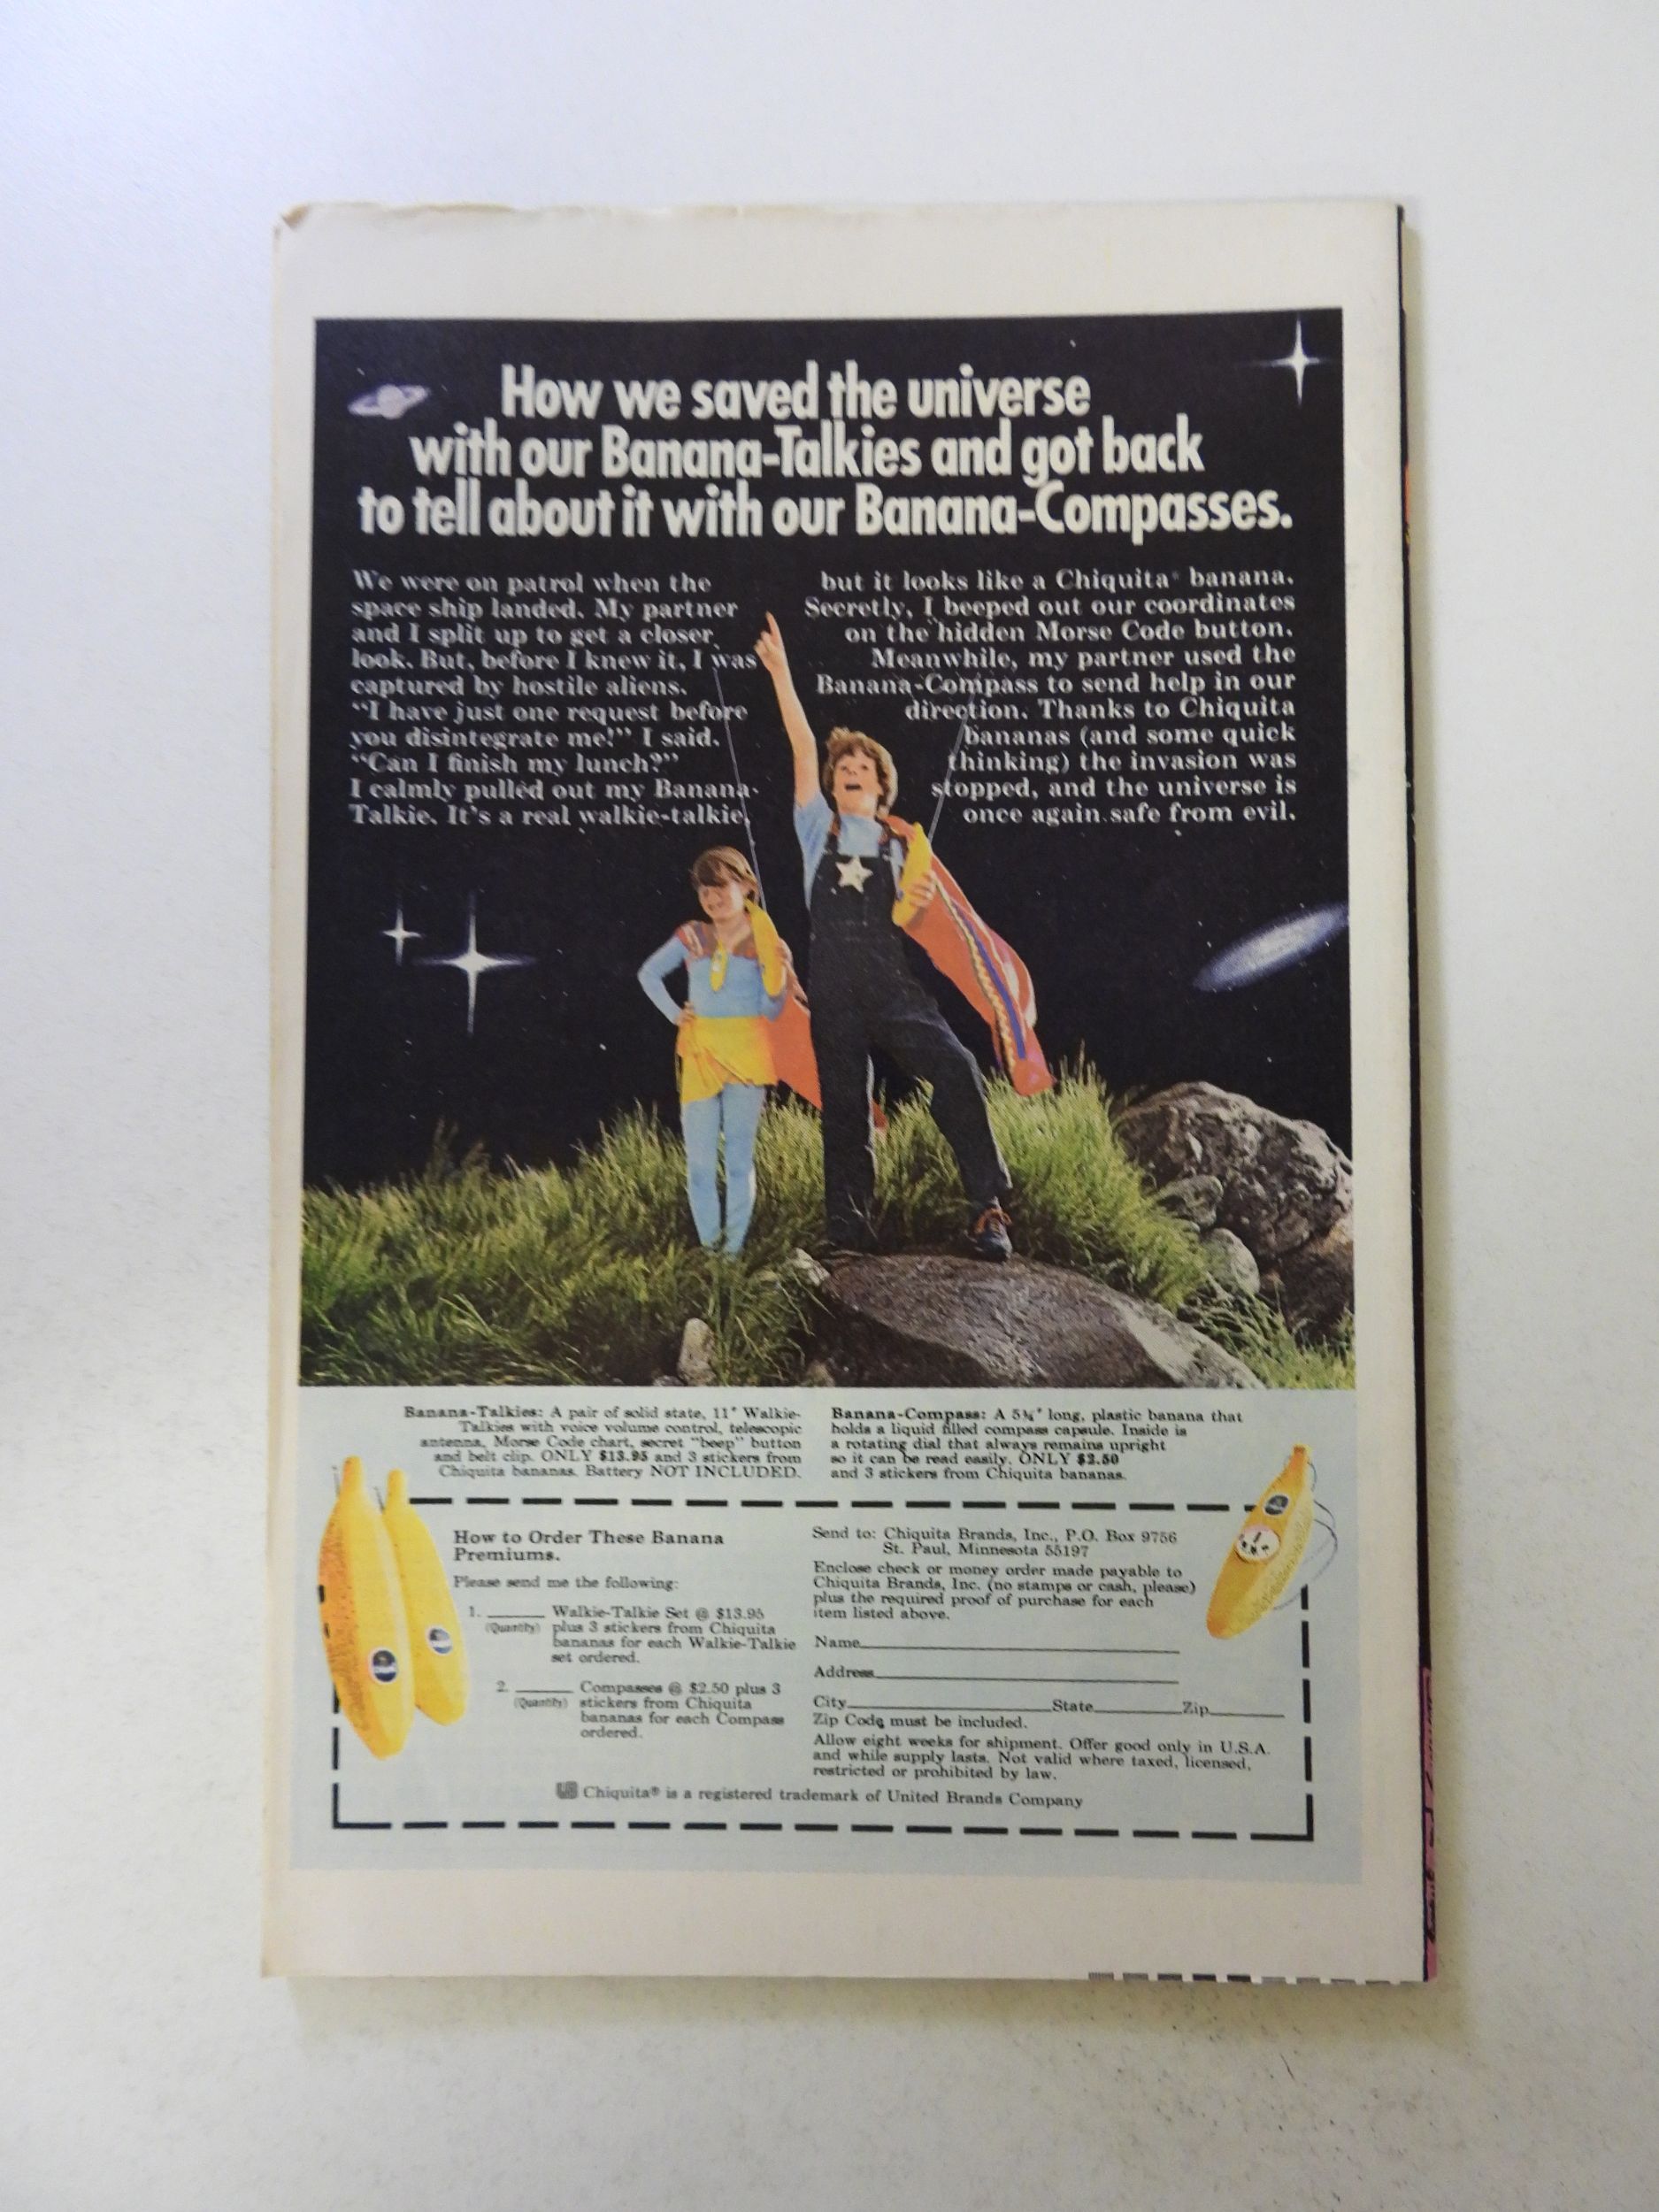 How we saved the universe
with our Banana-Talkies and got back
to tell about it with our Banana-Compasses.
We were on patrol when the
space ship landed. My partner
and I split up to get a closer
look. But, before I knew it, I was
captured by hostile aliens.
“I have just one request before
you disintegrate me!” I said.
“Can I finish my lunch?”
I calmly pulled out my Banana-
Talkie. It's a real walkie-talkie,
but it looks like a Chiquita® banana.
Secretly, I beeped out our coordinates
on the hidden Morse Code button.
Meanwhile, my partner used the
Banana-Compass to send help in our
direction. Thanks to Chiquita
bananas (and some quick
thinking) the invasion was
stopped, and the universe is
once again safe from evil.
Banana-Talkies: A pair of solid state, 11" Walkie-
Talkies with voice volume control, telescopic
antenna, Morse Code chart, secret "beep" button
and belt clip. ONLY $13.95 and 3 stickers from
Chiquita bananas. Battery NOT INCLUDED.
Banana-Compass: A 5¾" long, plastic banana that
holds a liquid filled compass capsule. Inside is
a rotating dial that always remains upright
so it can be read easily. ONLY $2.50
and 3 stickers from Chiquita bananas.
How to Order These Banana
Premiums.
Please send me the following:
1. ______ Walkie-Talkie Set @ $13.95
(Quantity) plus 3 stickers from Chiquita
bananas for each Walkie-Talkie
set ordered.
2. ______ Compasses @ $2.50 plus 3
(Quantity) stickers from Chiquita
bananas for each Compass
ordered.
Send to: Chiquita Brands, Inc., P.O. Box 9756
St. Paul, Minnesota 55197
Enclose check or money order made payable to
Chiquita Brands, Inc. (no stamps or cash, please)
plus the required proof of purchase for each
item listed above.
Name
Address
City State Zip
Zip Code must be included.
Allow eight weeks for shipment. Offer good only in U.S.A.
and while supply lasts. Not valid where taxed, licensed,
restricted or prohibited by law.
Chiquita® is a registered trademark of United Brands Company